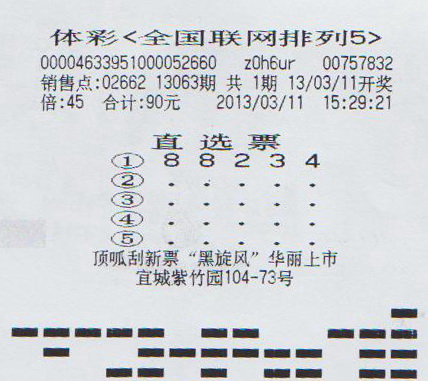 体彩<全国联网排列5>
00004633951000052660 z0h6ur 00757832
销售点:02662 13063期 共 1期 13/03/11开奖
倍:45 合计:90元 2013/03/11 15:29:21
直选票
① 8 8 2 3 4
② . . . . .
③ . . . . .
④ . . . . .
⑤ . . . . .
顶呱刮新票“黑旋风”华丽上市
宜城紫竹园104-73号